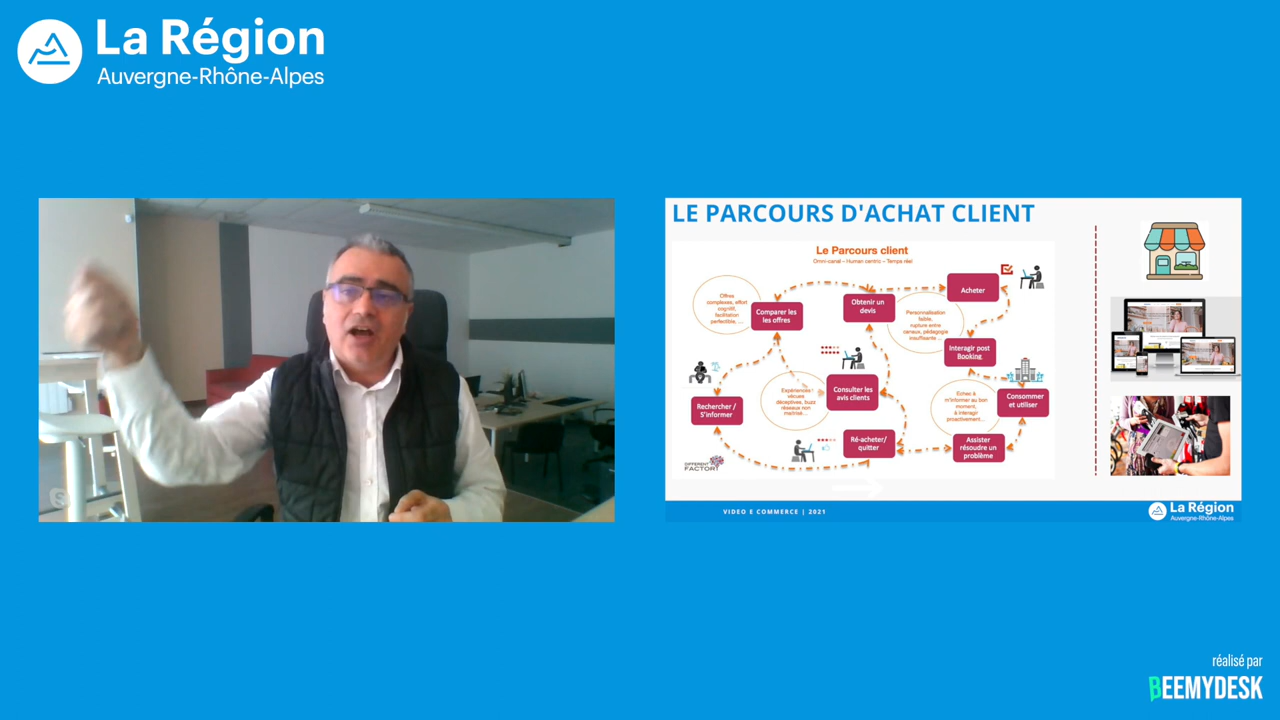 La Région
Auvergne-Rhône-Alpes
LE PARCOURS D'ACHAT CLIENT
Le Parcours client
Omni-canal – Human centric – Temps réel
Offres
complexes, effort
cognitif,
facilitation
perfectible, ...
Comparer les
les offres
Obtenir un
devis
Acheter
Personnalisation
faible,
rupture entre
canaux, pédagogie
insuffisante ...
Interagir post
Booking
Rechercher /
S'informer
Expériences
vécues
déceptives, buzz
réseaux non
maîtrisé...
Consulter les
avis clients
Echec à
m'informer au bon
moment,
à interagir
proactivement...
Consommer
et utiliser
Ré-acheter/
quitter
Assister
résoudre un
problème
DIFFERENT
FACTORY
VIDEO E COMMERCE | 2021
La Région
Auvergne-Rhône-Alpes
réalisé par
BEEMYDESK